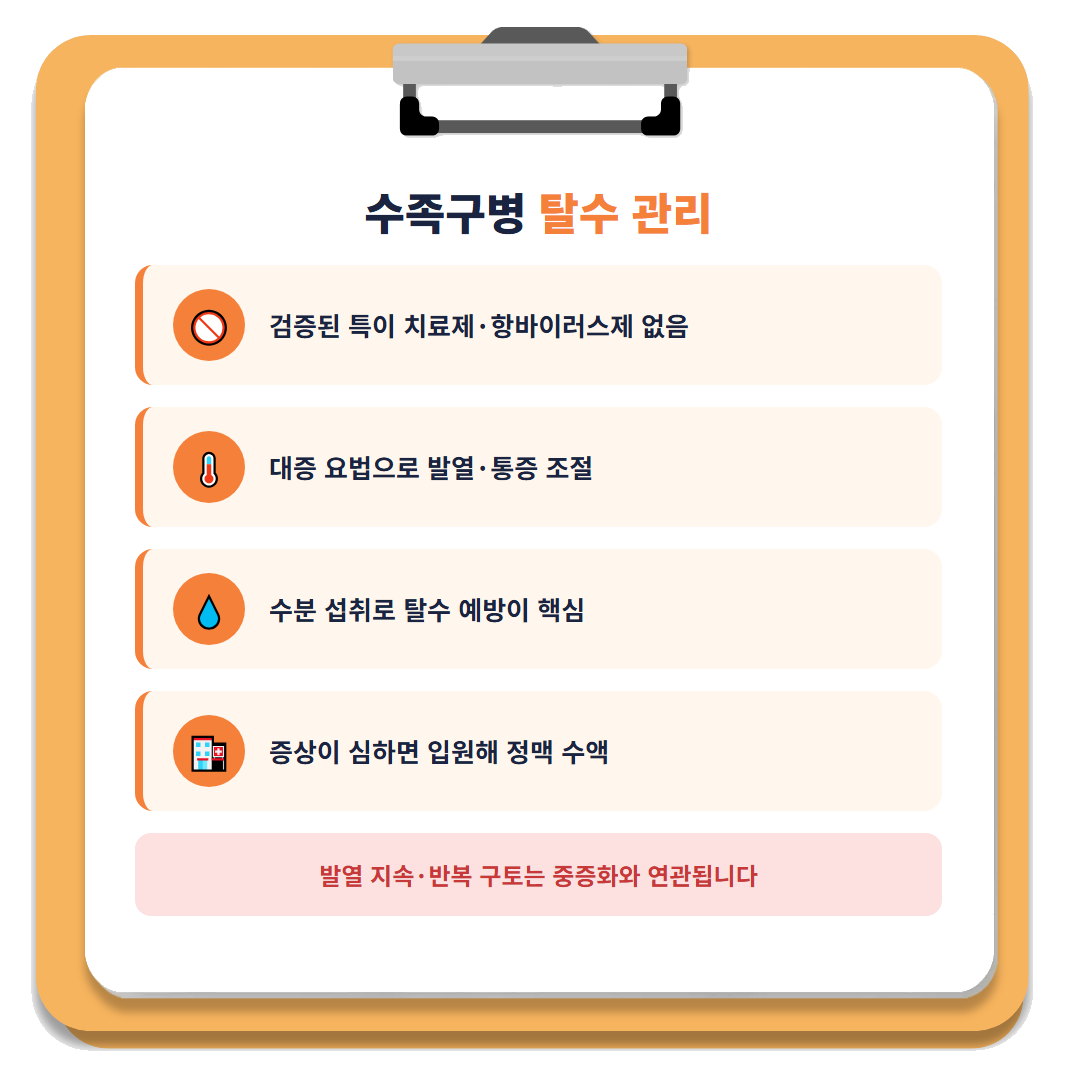 수족구병 탈수 관리
검증된 특이 치료제·항바이러스제 없음
대증 요법으로 발열·통증 조절
수분 섭취로 탈수 예방이 핵심
증상이 심하면 입원해 정맥 수액
발열 지속·반복 구토는 중증화와 연관됩니다